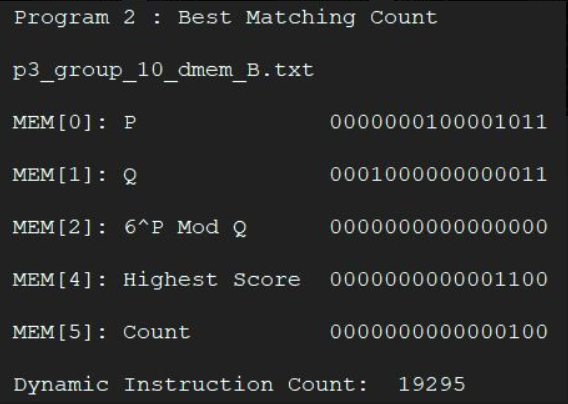 Program 2 : Best Matching Count
p3_group_10_dmem_B.txt
MEM[0]: P 0000000100001011
MEM[1]: Q 0001000000000011
MEM[2]: 6^P Mod Q 0000000000000000
MEM[4]: Highest Score 0000000000001100
MEM[5]: Count 0000000000000100
Dynamic Instruction Count: 19295